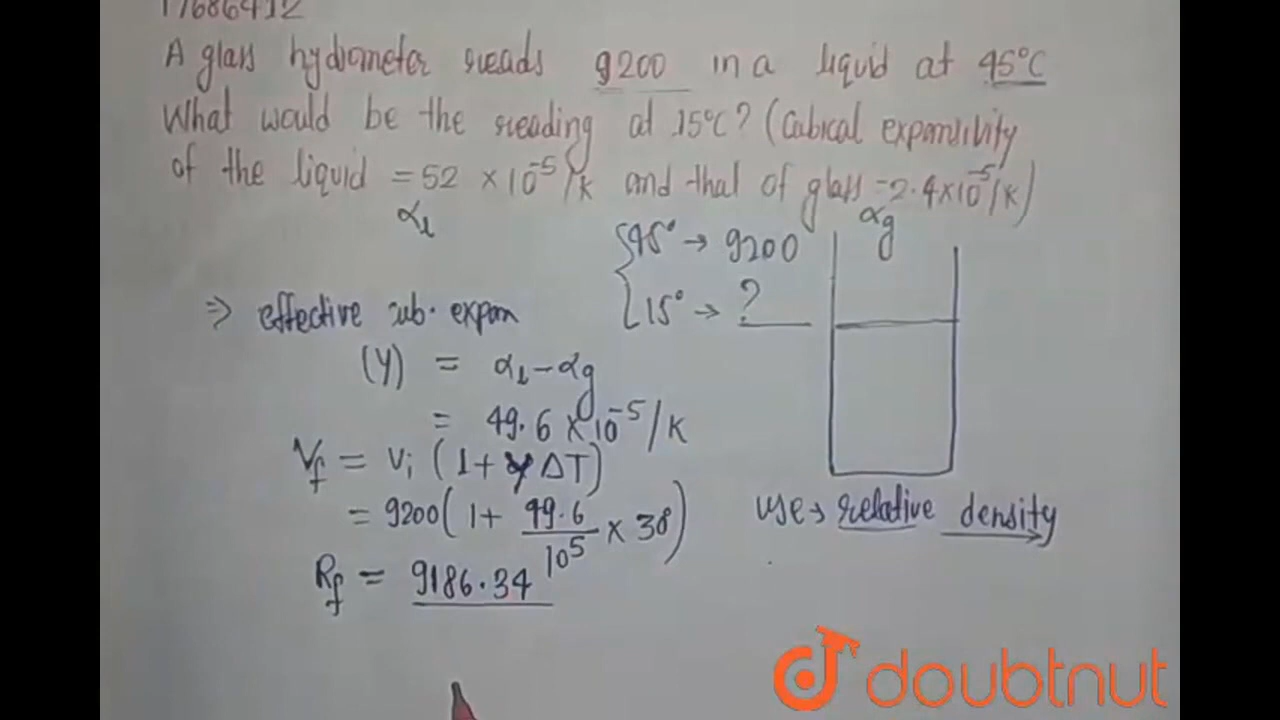 17686412
A glass hydrometer reads 9200 in a liquid at 45°C
What would be the reading at 15°C? (Cubical expansivity
of the liquid = 52 × 10⁻⁵/K and that of glass = 2.4×10⁻⁵/K)
α_l α_g
45° → 9200
15° → ?
⇒ effective cub. expan
(γ) = α_l − α_g
= 49.6 × 10⁻⁵/K
V_f = V_i (1 + γ ΔT)
= 9200(1 + 49.6/10⁵ × 30)
use → relative density
R_f = 9186.34
doubtnut